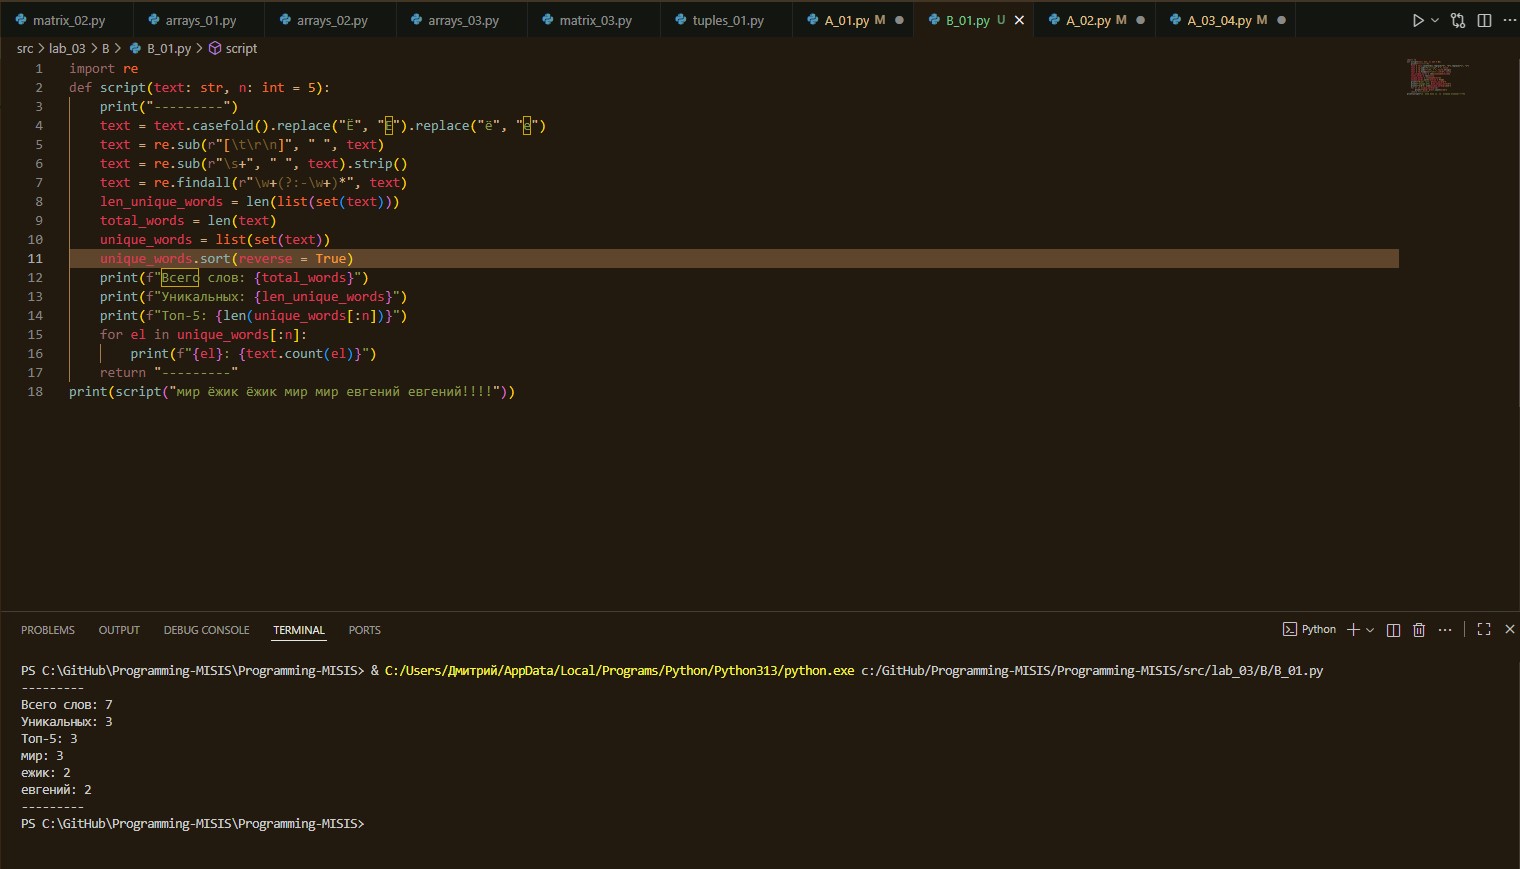 matrix_02.py arrays_01.py arrays_02.py arrays_03.py matrix_03.py tuples_01.py A_01.py M B_01.py U A_02.py M A_03_04.py M
src > lab_03 > B > B_01.py > script
1 import re
2 def script(text: str, n: int = 5):
3     print("---------")
4     text = text.casefold().replace("Ё", "Е").replace("ё", "е")
5     text = re.sub(r"[\t\r\n]", " ", text)
6     text = re.sub(r"\s+", " ", text).strip()
7     text = re.findall(r"\w+(?:-\w+)*", text)
8     len_unique_words = len(list(set(text)))
9     total_words = len(text)
10     unique_words = list(set(text))
11     unique_words.sort(reverse = True)
12     print(f"Всего слов: {total_words}")
13     print(f"Уникальных: {len_unique_words}")
14     print(f"Топ-5: {len(unique_words[:n])}")
15     for el in unique_words[:n]:
16         print(f"{el}: {text.count(el)}")
17     return "---------"
18 print(script("мир ёжик ёжик мир мир евгений евгений!!!!"))
PROBLEMS OUTPUT DEBUG CONSOLE TERMINAL PORTS
Python
PS C:\GitHub\Programming-MISIS\Programming-MISIS> & C:/Users/Дмитрий/AppData/Local/Programs/Python/Python313/python.exe c:/GitHub/Programming-MISIS/Programming-MISIS/src/lab_03/B/B_01.py
---------
Всего слов: 7
Уникальных: 3
Топ-5: 3
мир: 3
ежик: 2
евгений: 2
---------
PS C:\GitHub\Programming-MISIS\Programming-MISIS>